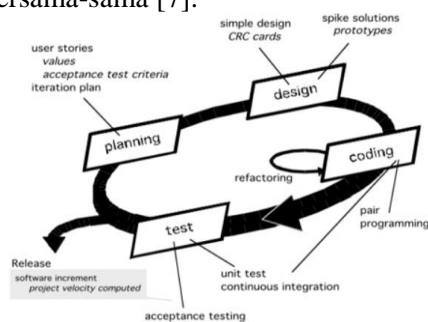 ersama-sama [7].
simple design
CRC cards
spike solutions
prototypes
user stories
values
acceptance test criteria
iteration plan
design
planning
coding
refactoring
pair
programming
test
Release
software increment
project velocity computed
unit test
continuous integration
acceptance testing